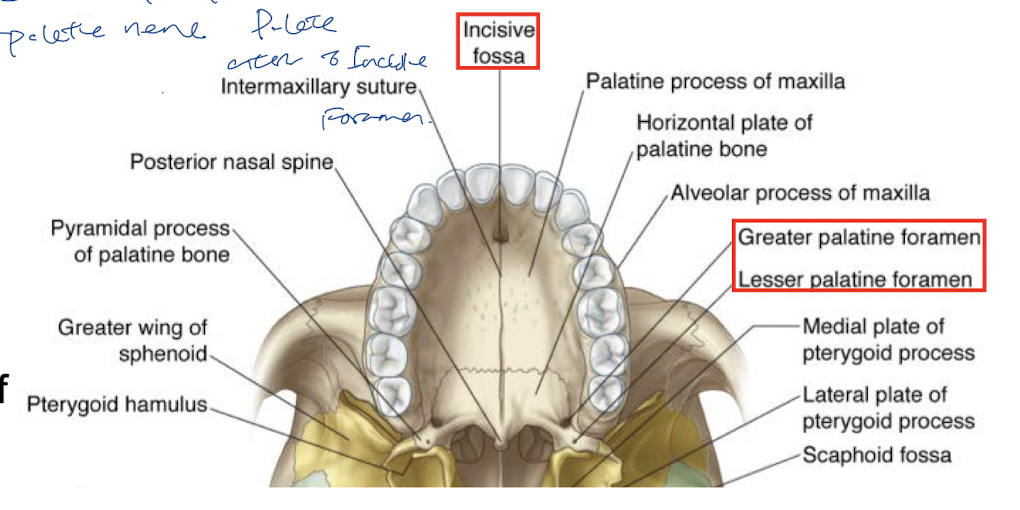 palatine nerve
Incisive
fossa
Intermaxillary suture
Foramen.
Palatine process of maxilla
Horizontal plate of
palatine bone
Posterior nasal spine
Alveolar process of maxilla
Pyramidal process
of palatine bone
Greater palatine foramen
Lesser palatine foramen
Greater wing of
sphenoid
Medial plate of
pterygoid process
f
Pterygoid hamulus
Lateral plate of
pterygoid process
Scaphoid fossa